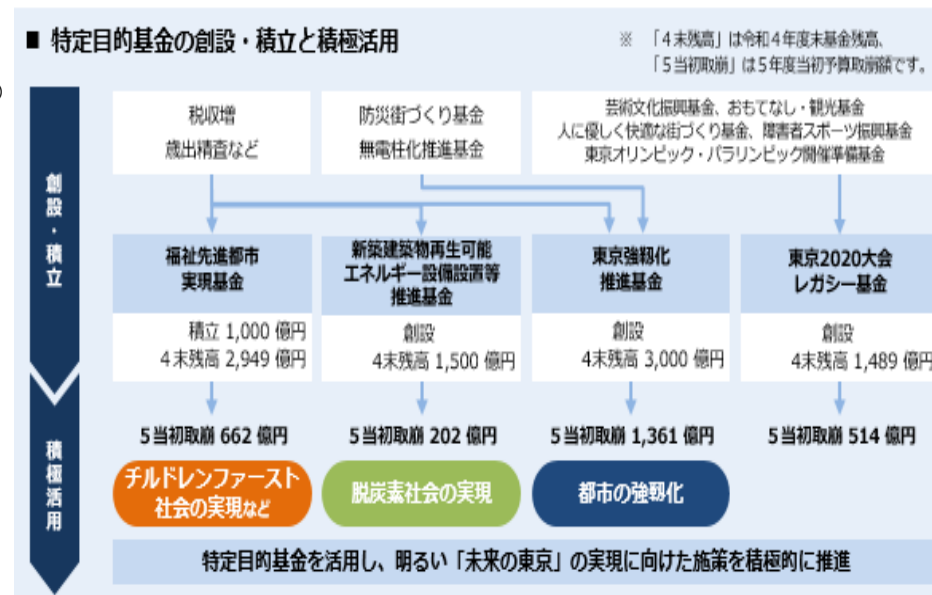 ■ 特定目的基金の創設・積立と積極活用
※ 「4末残高」は令和4年度末基金残高、
「5当初取崩」は5年度当初予算取崩額です。
)
創設・積立
税収増
歳出精査など
防災街づくり基金
無電柱化推進基金
芸術文化振興基金、おもてなし・観光基金
人に優しく快適な街づくり基金、障害者スポーツ振興基金
東京オリンピック・パラリンピック開催準備基金
福祉先進都市
実現基金
積立 1,000 億円
4末残高 2,949 億円
新築建築物再生可能
エネルギー設備設置等
推進基金
創設
4末残高 1,500 億円
東京強靱化
推進基金
創設
4末残高 3,000 億円
東京2020大会
レガシー基金
創設
4末残高 1,489 億円
積極活用
5当初取崩 662 億円
5当初取崩 202 億円
5当初取崩 1,361 億円
5当初取崩 514 億円
チルドレンファースト
社会の実現など
脱炭素社会の実現
都市の強靱化
特定目的基金を活用し、明るい「未来の東京」の実現に向けた施策を積極的に推進